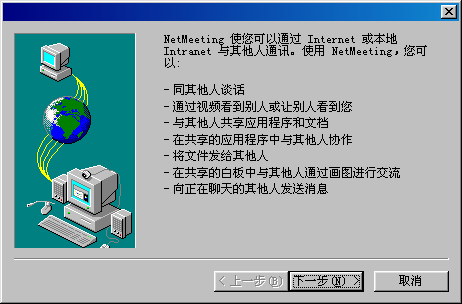 NetMeeting 使您可以通过 Internet 或本地
Intranet 与其他人通讯。使用 NetMeeting，您可
以:
- 同其他人谈话
- 通过视频看到别人或让别人看到您
- 与其他人共享应用程序和文档
- 在共享的应用程序中与其他人协作
- 将文件发给其他人
- 在共享的白板中与其他人通过画图进行交流
- 向正在聊天的其他人发送消息
< 上一步(B) 下一步(N) > 取消